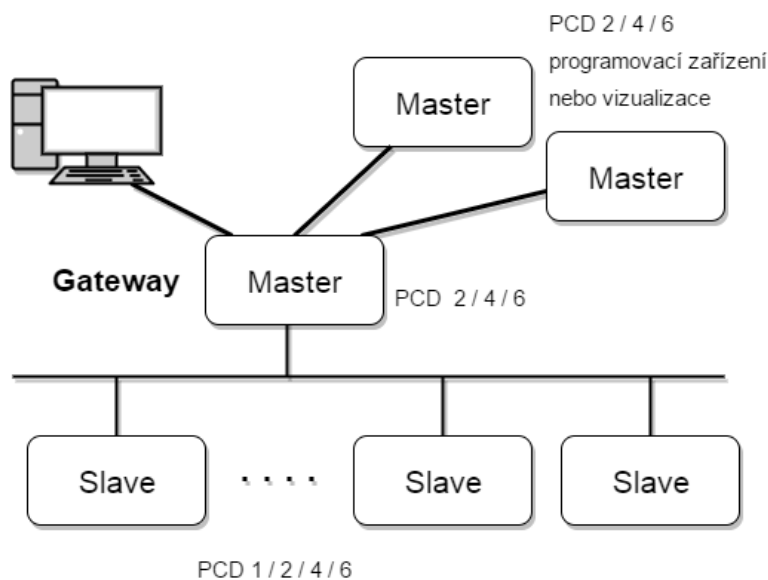 PCD 2 / 4 / 6
programovací zařízení
nebo vizualizace
Master
Master
Gateway
Master
PCD 2 / 4 / 6
Slave
. . . .
Slave
Slave
PCD 1 / 2 / 4 / 6